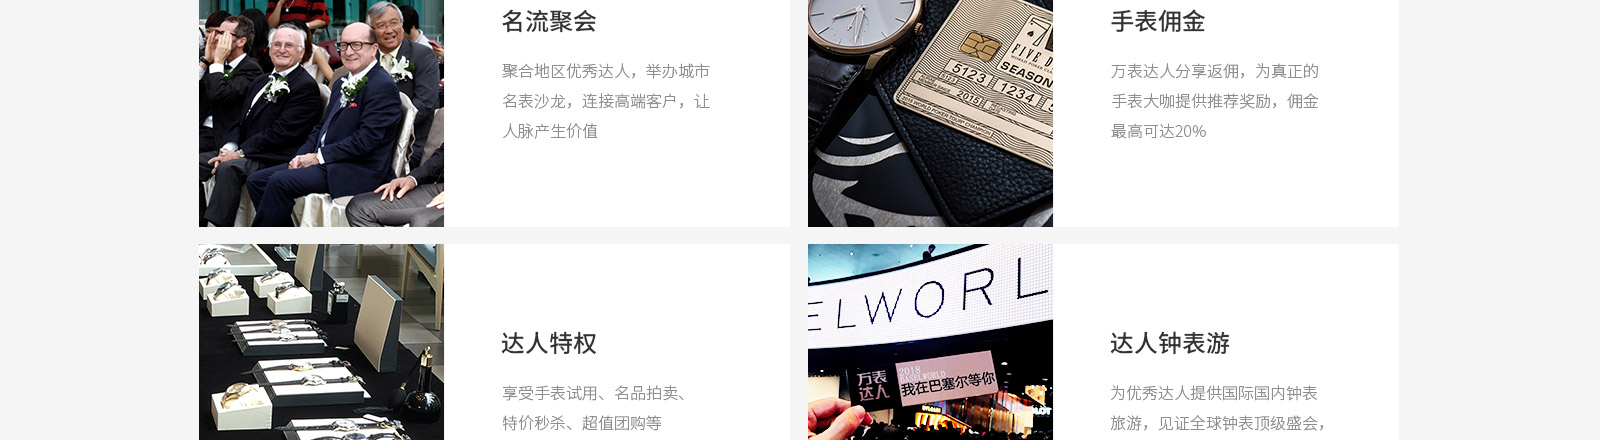 名流聚会
聚合地区优秀达人，举办城市
名表沙龙，连接高端客户，让
人脉产生价值
手表佣金
万表达人分享返佣，为真正的
手表大咖提供推荐奖励，佣金
最高可达20%
FIVE D
SEASON
5123
1234
2015
达人特权
享受手表试用、名品拍卖、
特价秒杀、超值团购等
ELWORL
万表
达人
2018
BASELWORLD
我在巴塞尔等你
达人钟表游
为优秀达人提供国际国内钟表
旅游，见证全球钟表顶级盛会，